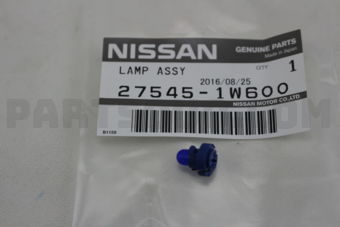 NISSAN
GENUINE PARTS
Made in Japan
LAMP ASSY
QTY
1
2016/08/25
27545-1W600
NISSAN MOTOR CO.,LTD.
B1159